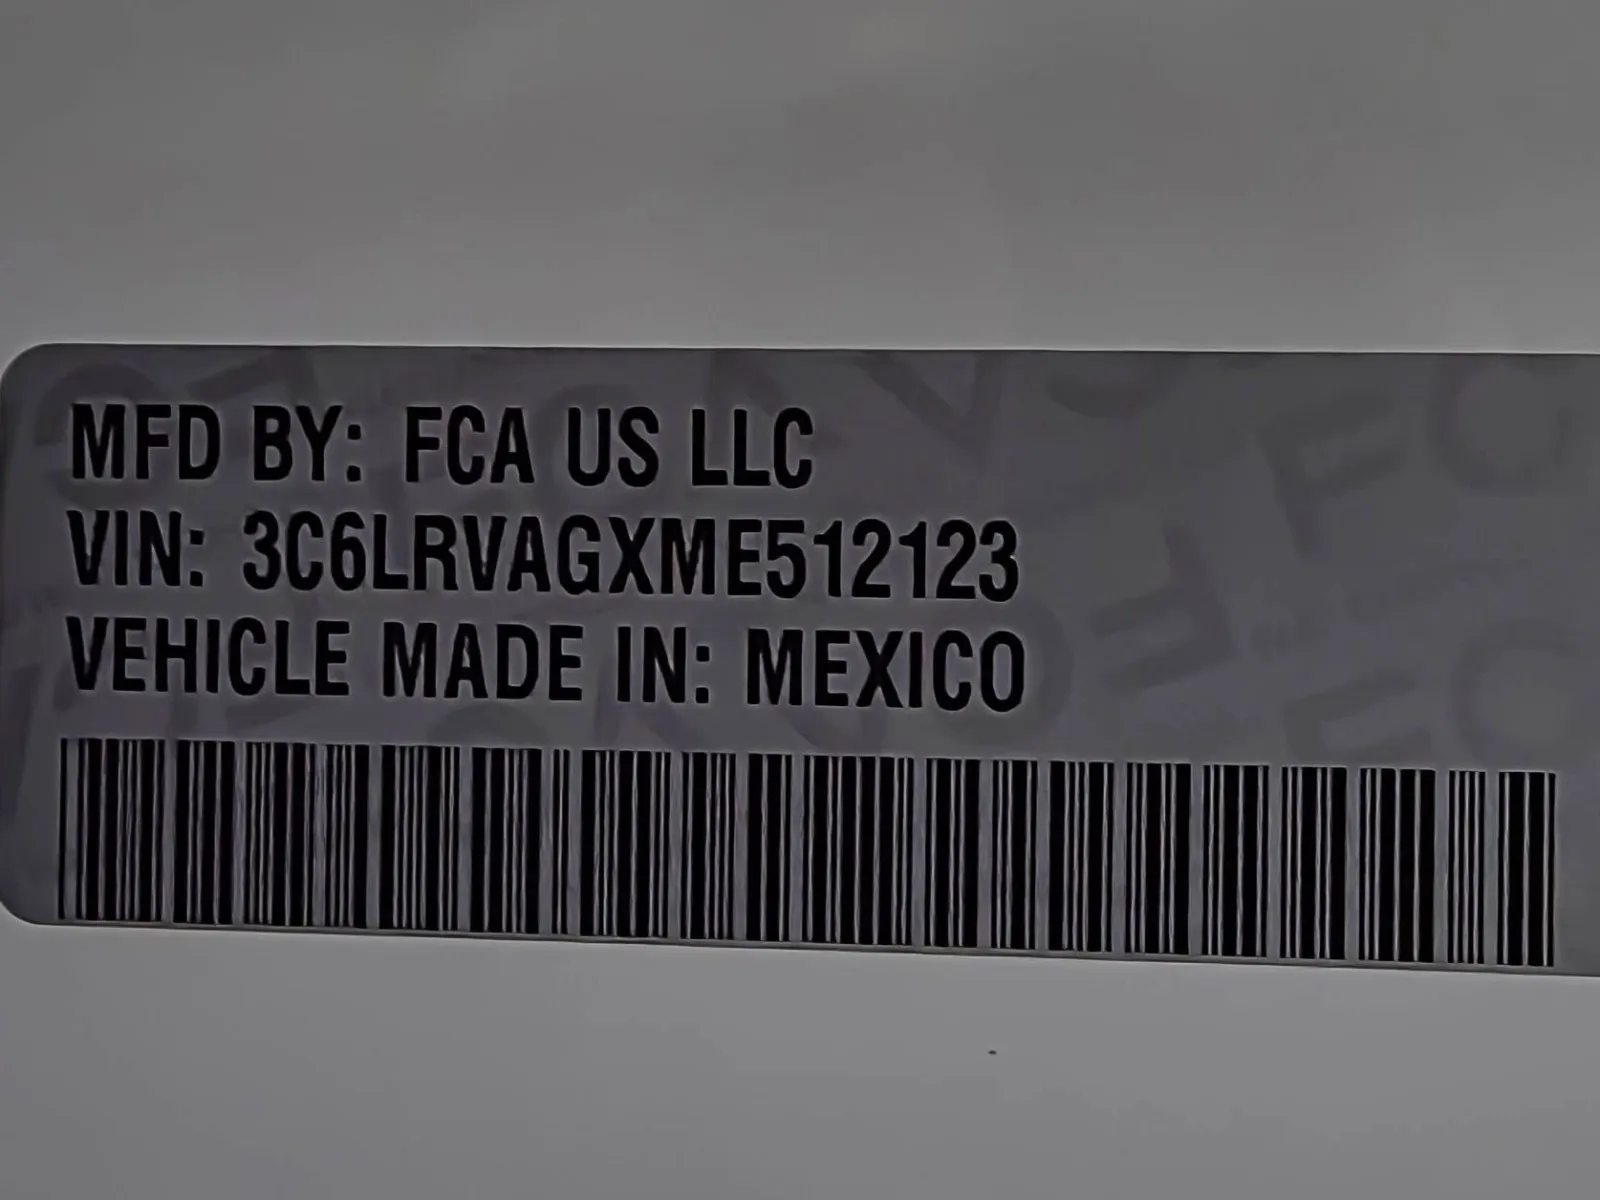 MFD BY: FCA US LLC
VIN: 3C6LRVAGXME512123
VEHICLE MADE IN: MEXICO